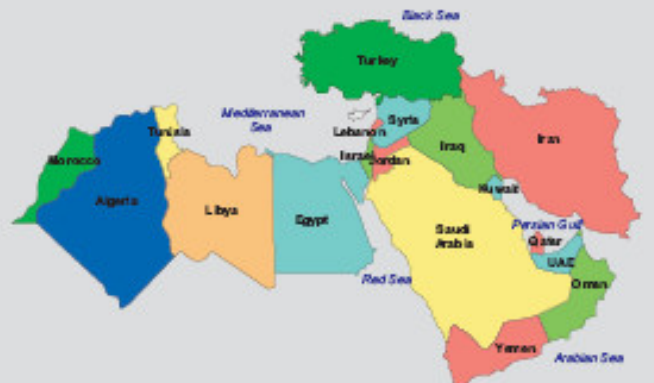 Black Sea
Turkey
Mediterranean
Sea
Tunisia
Lebanon
Syria
Morocco
Israel
Jordan
Iraq
Iran
Algeria
Libya
Egypt
Kuwait
Saudi
Arabia
Persian Gulf
Qatar
UAE
Red Sea
Oman
Yemen
Arabian Sea